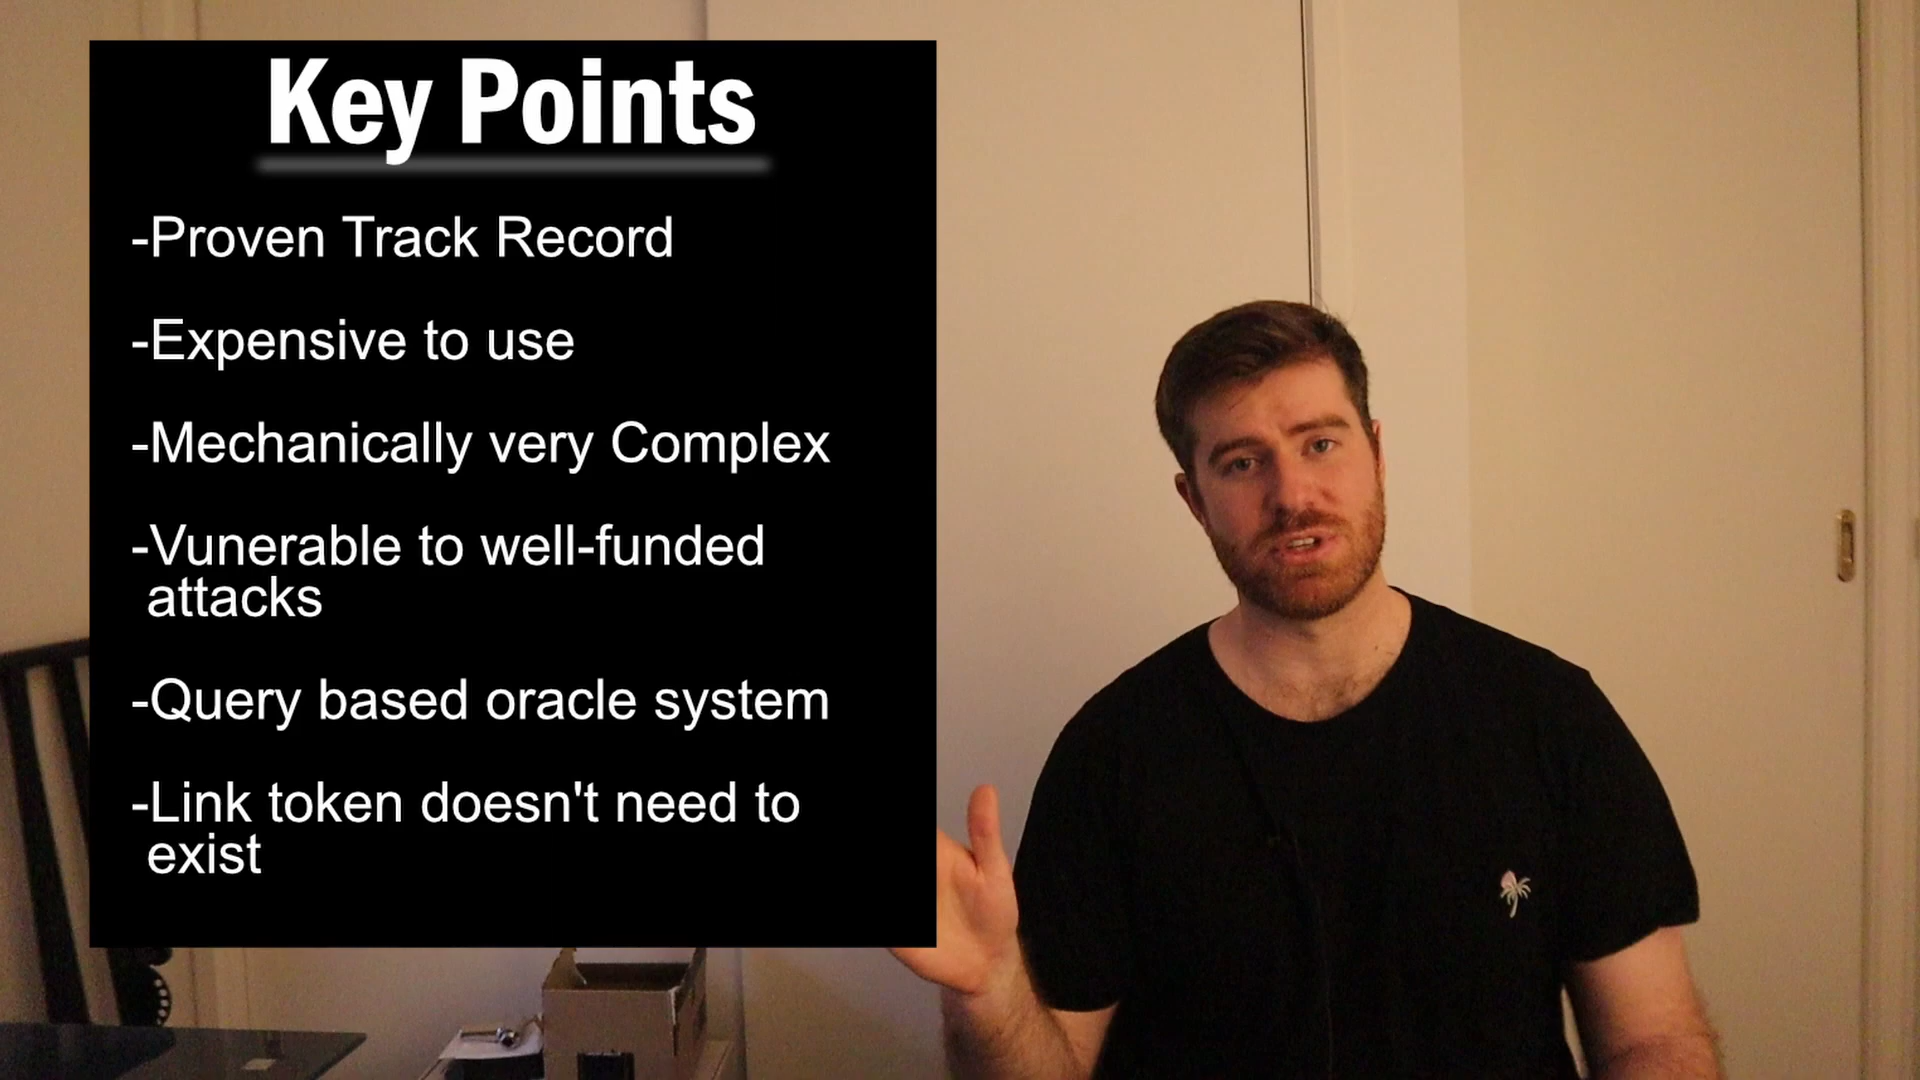 Key Points
-Proven Track Record
-Expensive to use
-Mechanically very Complex
-Vunerable to well-funded
attacks
-Query based oracle system
-Link token doesn't need to
exist